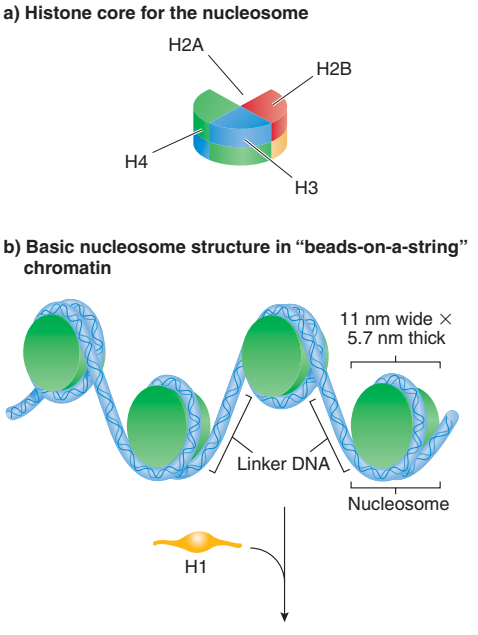 a) Histone core for the nucleosome
H2A
H2B
H4
H3
b) Basic nucleosome structure in “beads-on-a-string”
chromatin
11 nm wide ×
5.7 nm thick
Linker DNA
Nucleosome
H1